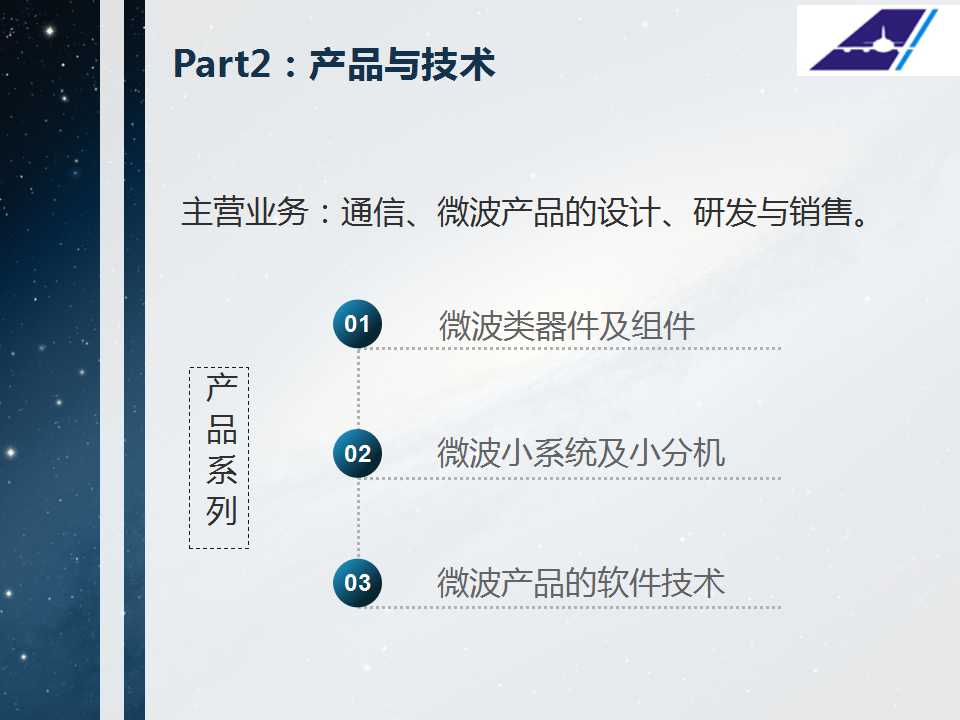 Part2：产品与技术
主营业务：通信、微波产品的设计、研发与销售。
产品系列
01 微波类器件及组件
02 微波小系统及小分机
03 微波产品的软件技术